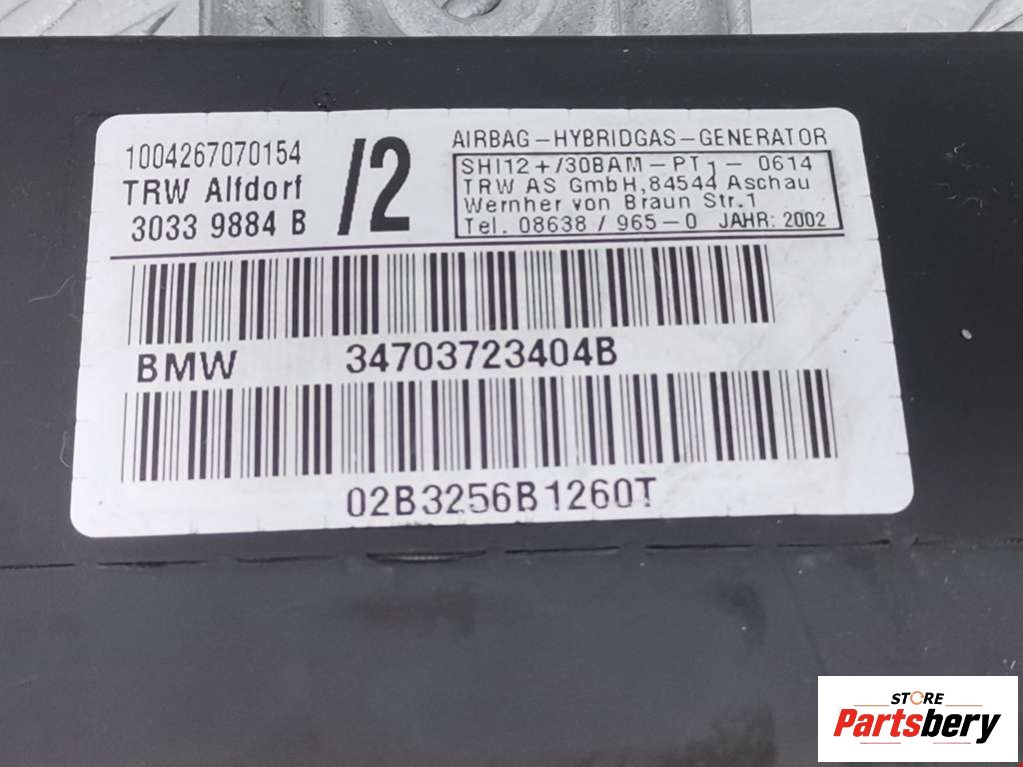 1004267070154
TRW Alfdorf
3033 9884 B
/2
AIRBAG-HYBRIDGAS-GENERATOR
SHI12+/30BAM-PT1- 0614
TRW AS GmbH,84544 Aschau
Wernher von Braun Str.1
Tel. 08638 / 965-0 JAHR: 2002
BMW 34703723404B
02B3256B1260T
STORE
Partsbery